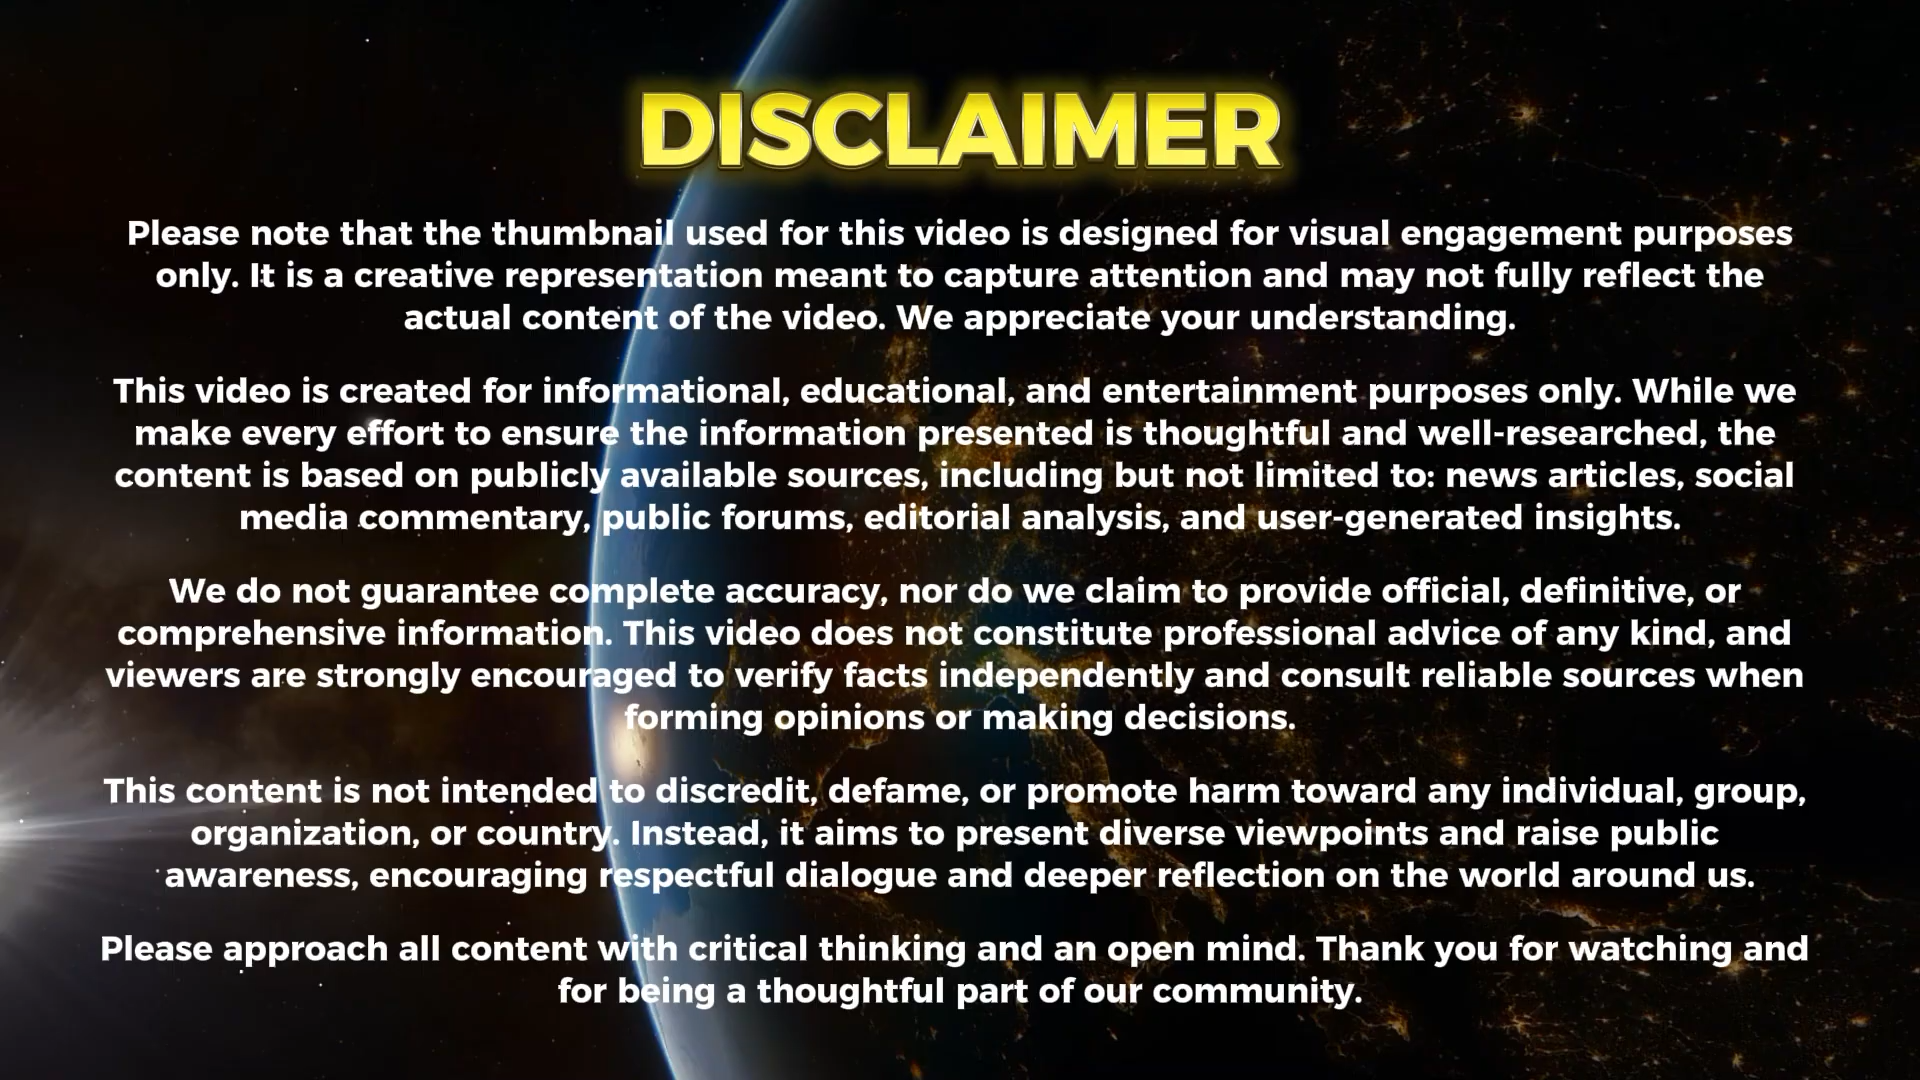 DISCLAIMER
Please note that the thumbnail used for this video is designed for visual engagement purposes
only. It is a creative representation meant to capture attention and may not fully reflect the
actual content of the video. We appreciate your understanding.
This video is created for informational, educational, and entertainment purposes only. While we
make every effort to ensure the information presented is thoughtful and well-researched, the
content is based on publicly available sources, including but not limited to: news articles, social
media commentary, public forums, editorial analysis, and user-generated insights.
We do not guarantee complete accuracy, nor do we claim to provide official, definitive, or
comprehensive information. This video does not constitute professional advice of any kind, and
viewers are strongly encouraged to verify facts independently and consult reliable sources when
forming opinions or making decisions.
This content is not intended to discredit, defame, or promote harm toward any individual, group,
organization, or country. Instead, it aims to present diverse viewpoints and raise public
awareness, encouraging respectful dialogue and deeper reflection on the world around us.
Please approach all content with critical thinking and an open mind. Thank you for watching and
for being a thoughtful part of our community.